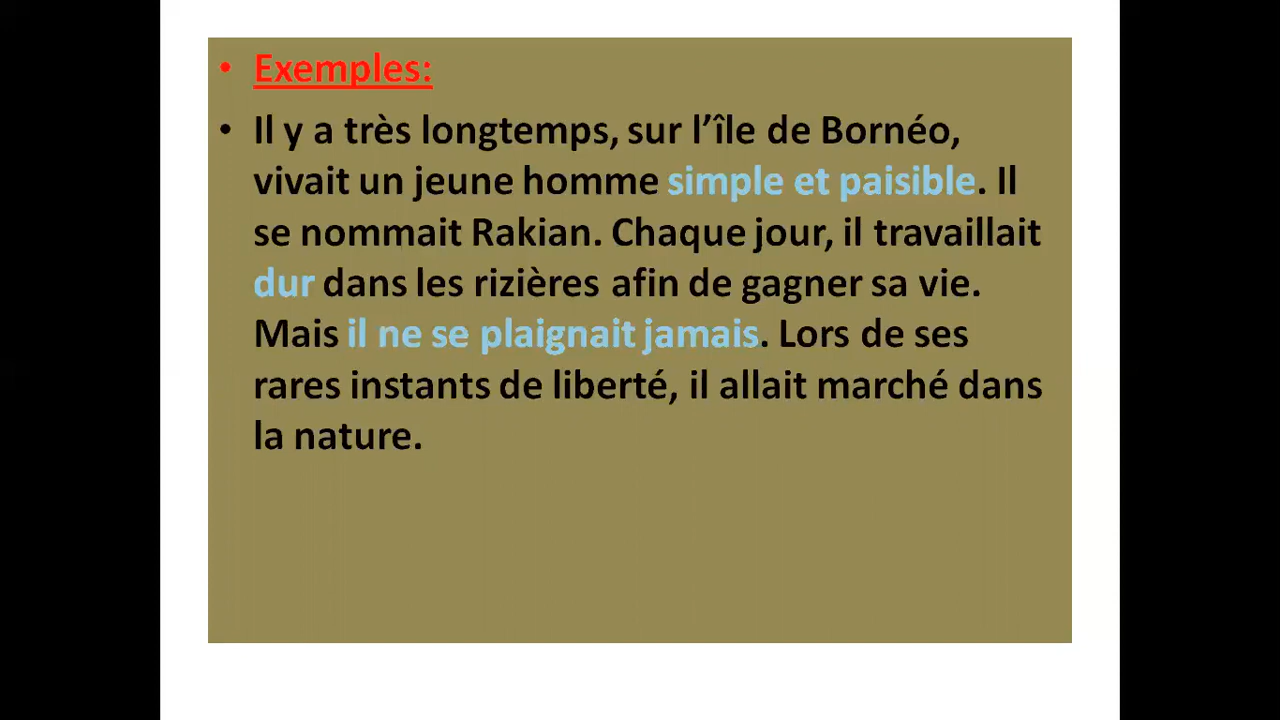 • Exemples:
• Il y a très longtemps, sur l’île de Bornéo,
vivait un jeune homme simple et paisible. Il
se nommait Rakian. Chaque jour, il travaillait
dur dans les rizières afin de gagner sa vie.
Mais il ne se plaignait jamais. Lors de ses
rares instants de liberté, il allait marché dans
la nature.